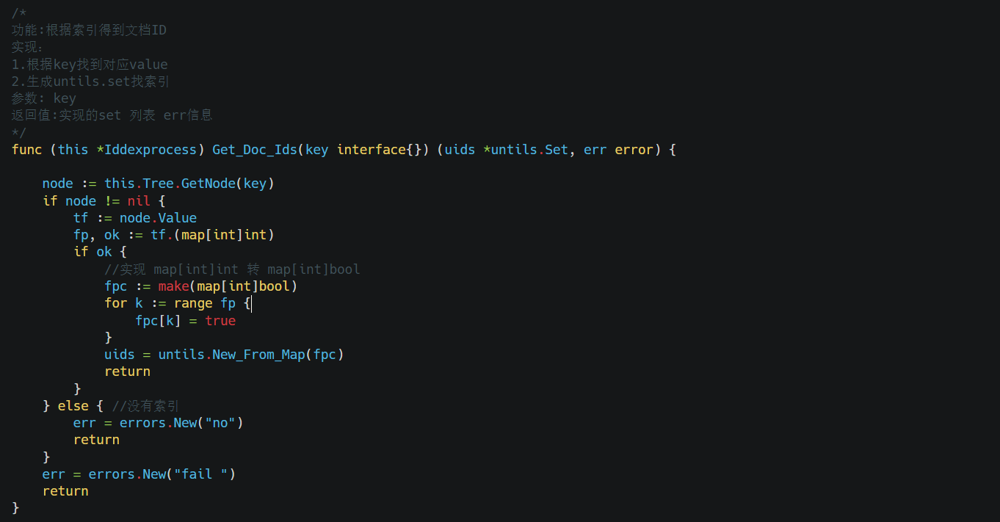 /*
功能:根据索引得到文档ID
实现:
1.根据key找到对应value
2.生成untils.set找索引
参数: key
返回值:实现的set 列表 err信息
*/
func (this *Iddexprocess) Get_Doc_Ids(key interface{}) (uids *untils.Set, err error) {
node := this.Tree.GetNode(key)
if node != nil {
tf := node.Value
fp, ok := tf.(map[int]int)
if ok {
//实现 map[int]int 转 map[int]bool
fpc := make(map[int]bool)
for k := range fp {
fpc[k] = true
}
uids = untils.New_From_Map(fpc)
return
}
} else { //没有索引
err = errors.New("no")
return
}
err = errors.New("fail ")
return
}